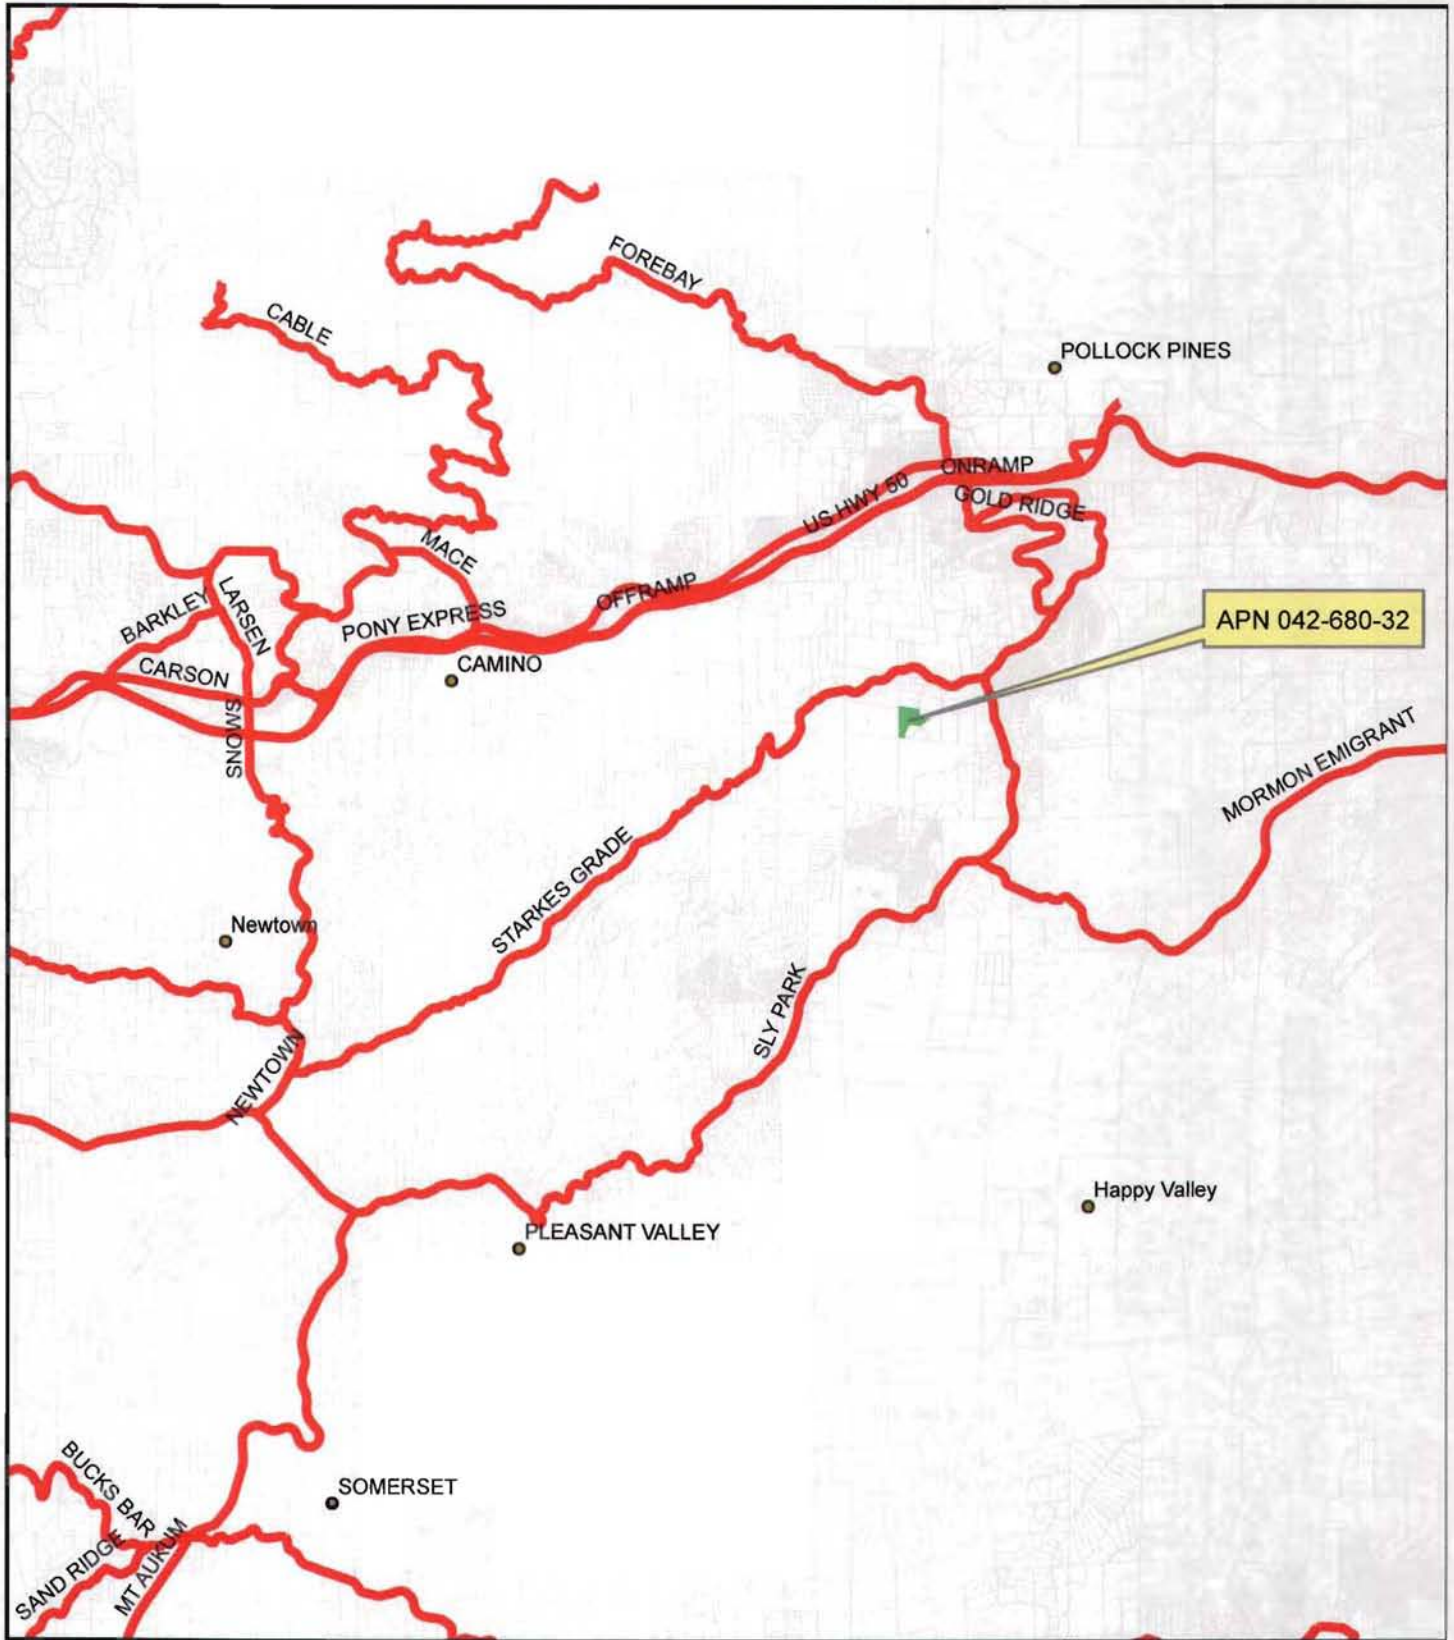 FOREBAY
CABLE
POLLOCK PINES
ONRAMP
US HWY 50
GOLD RIDGE
MACE
OFFRAMP
LARSEN
BARKLEY
PONY EXPRESS
APN 042-680-32
CAMINO
CARSON
SNOWS
MORMON EMIGRANT
STARKES GRADE
Newtown
SLY PARK
NEWTOWN
Happy Valley
PLEASANT VALLEY
BUCKS BAR
SOMERSET
SAND RIDGE
MT AUKUM